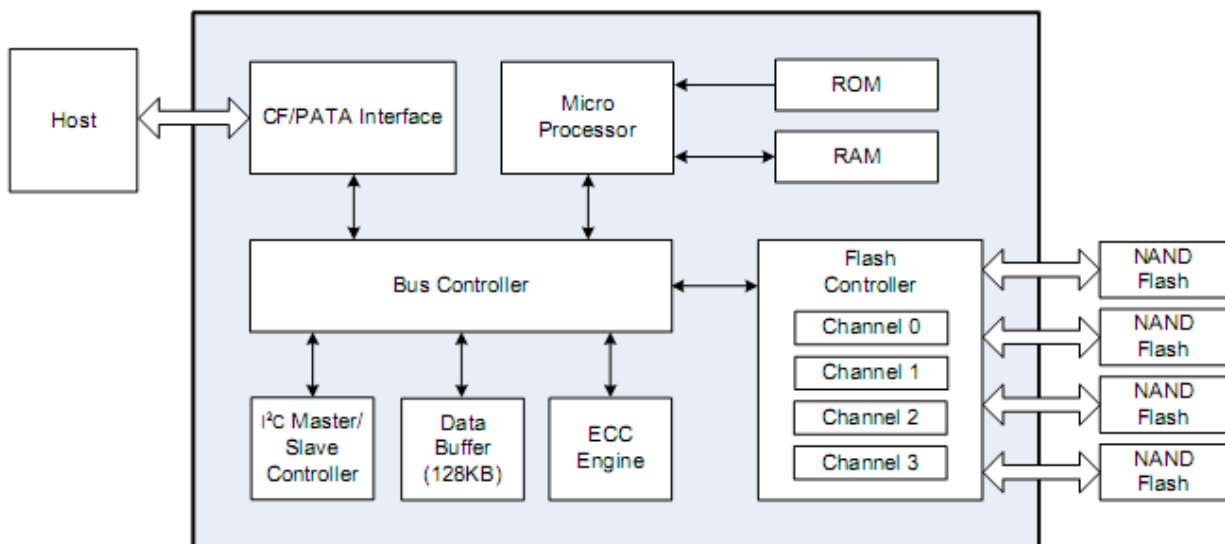 Host
CF/PATA Interface
Micro
Processor
ROM
RAM
Bus Controller
Flash
Controller
Channel 0
Channel 1
Channel 2
Channel 3
NAND
Flash
NAND
Flash
NAND
Flash
NAND
Flash
I²C Master/
Slave
Controller
Data
Buffer
(128KB)
ECC
Engine